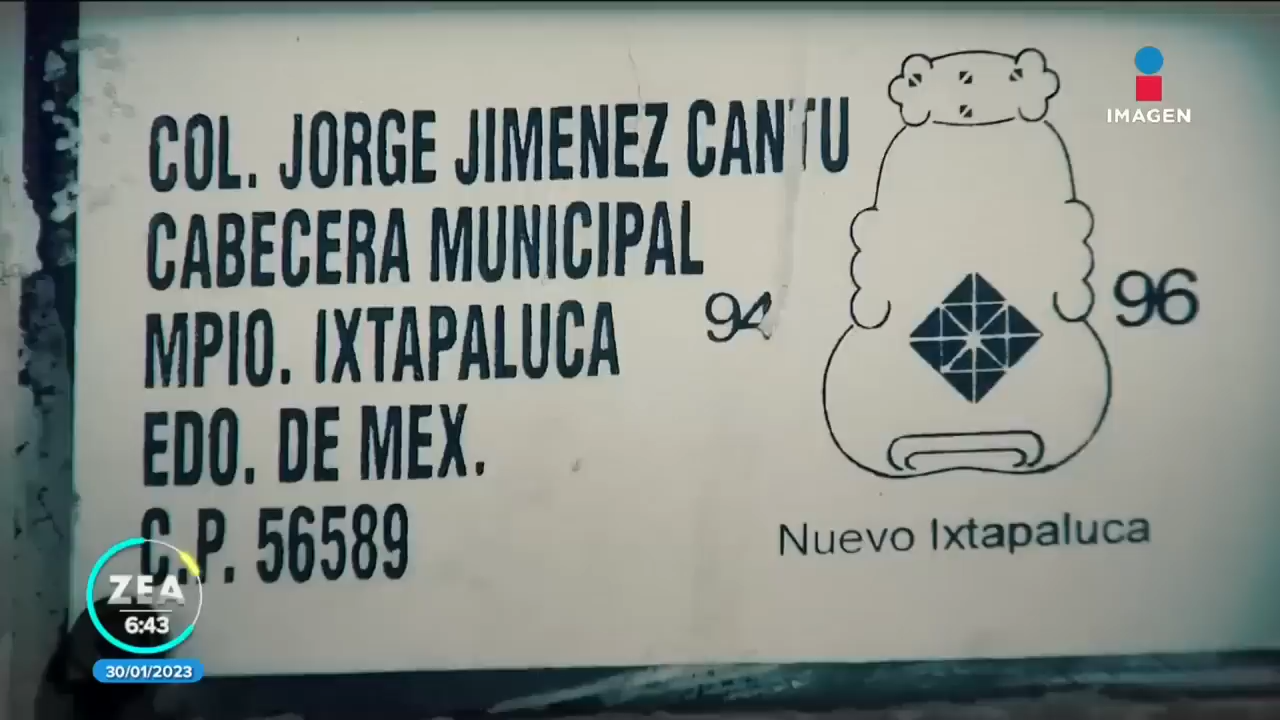 COL. JORGE JIMENEZ CANTU
CABECERA MUNICIPAL
MPIO. IXTAPALUCA
EDO. DE MEX.
C.P. 56589
94
96
Nuevo Ixtapaluca
IMAGEN
ZEA
6:43
30/01/2023